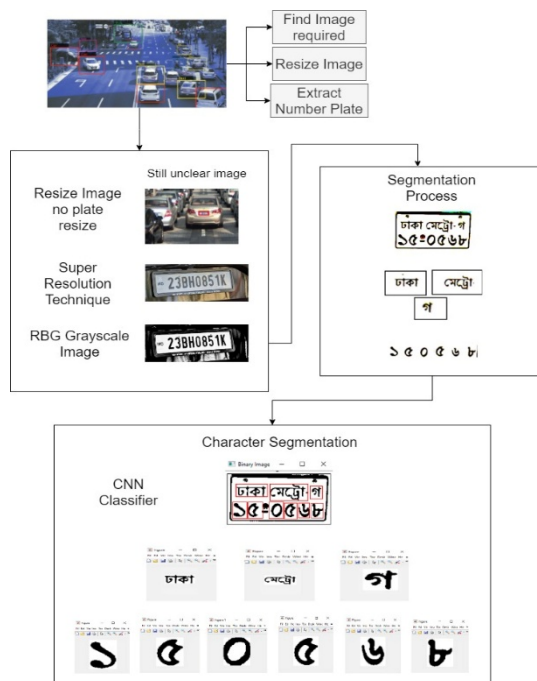 Find Image
required
Resize Image
Extract
Number Plate
Still unclear image
Resize Image
no plate
resize
Super
Resolution
Technique
23BH0851K
RBG Grayscale
Image
23BH0851K
Segmentation
Process
ঢাকা মেট্রো-গ
১৫-০৫৬৮
ঢাকা
মেট্রো
গ
১ ৫ ০ ৫ ৬ ৮
Character Segmentation
CNN
Classifier
Binary Image
ঢাকা মেট্রো-গ
১৫-০৫৬৮
ঢাকা
মেট্রো
গ
১
৫
০
৫
৬
৮